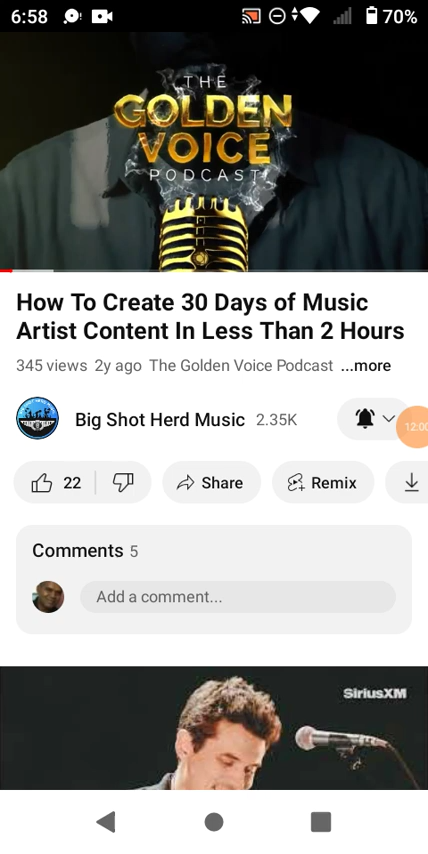 6:58
70%
THE
GOLDEN
VOICE
PODCAST
How To Create 30 Days of Music
Artist Content In Less Than 2 Hours
345 views 2y ago The Golden Voice Podcast ...more
Big Shot Herd Music 2.35K
12:00
22
Share
Remix
Comments 5
Add a comment...
SiriusXM